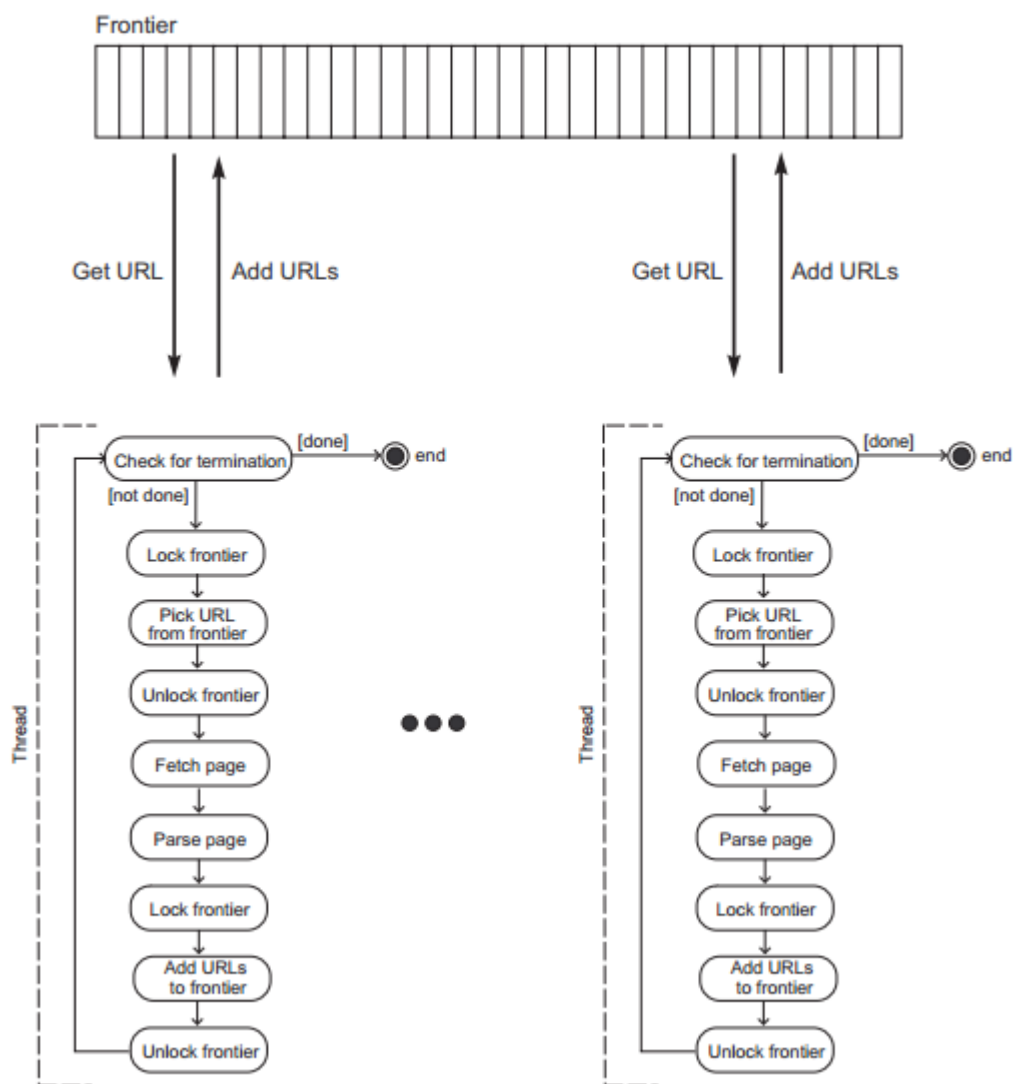 Frontier
Get URL
Add URLs
Get URL
Add URLs
Thread
Check for termination
[done]
end
[not done]
Lock frontier
Pick URL
from frontier
Unlock frontier
Fetch page
Parse page
Lock frontier
Add URLs
to frontier
Unlock frontier
Thread
Check for termination
[done]
end
[not done]
Lock frontier
Pick URL
from frontier
Unlock frontier
Fetch page
Parse page
Lock frontier
Add URLs
to frontier
Unlock frontier